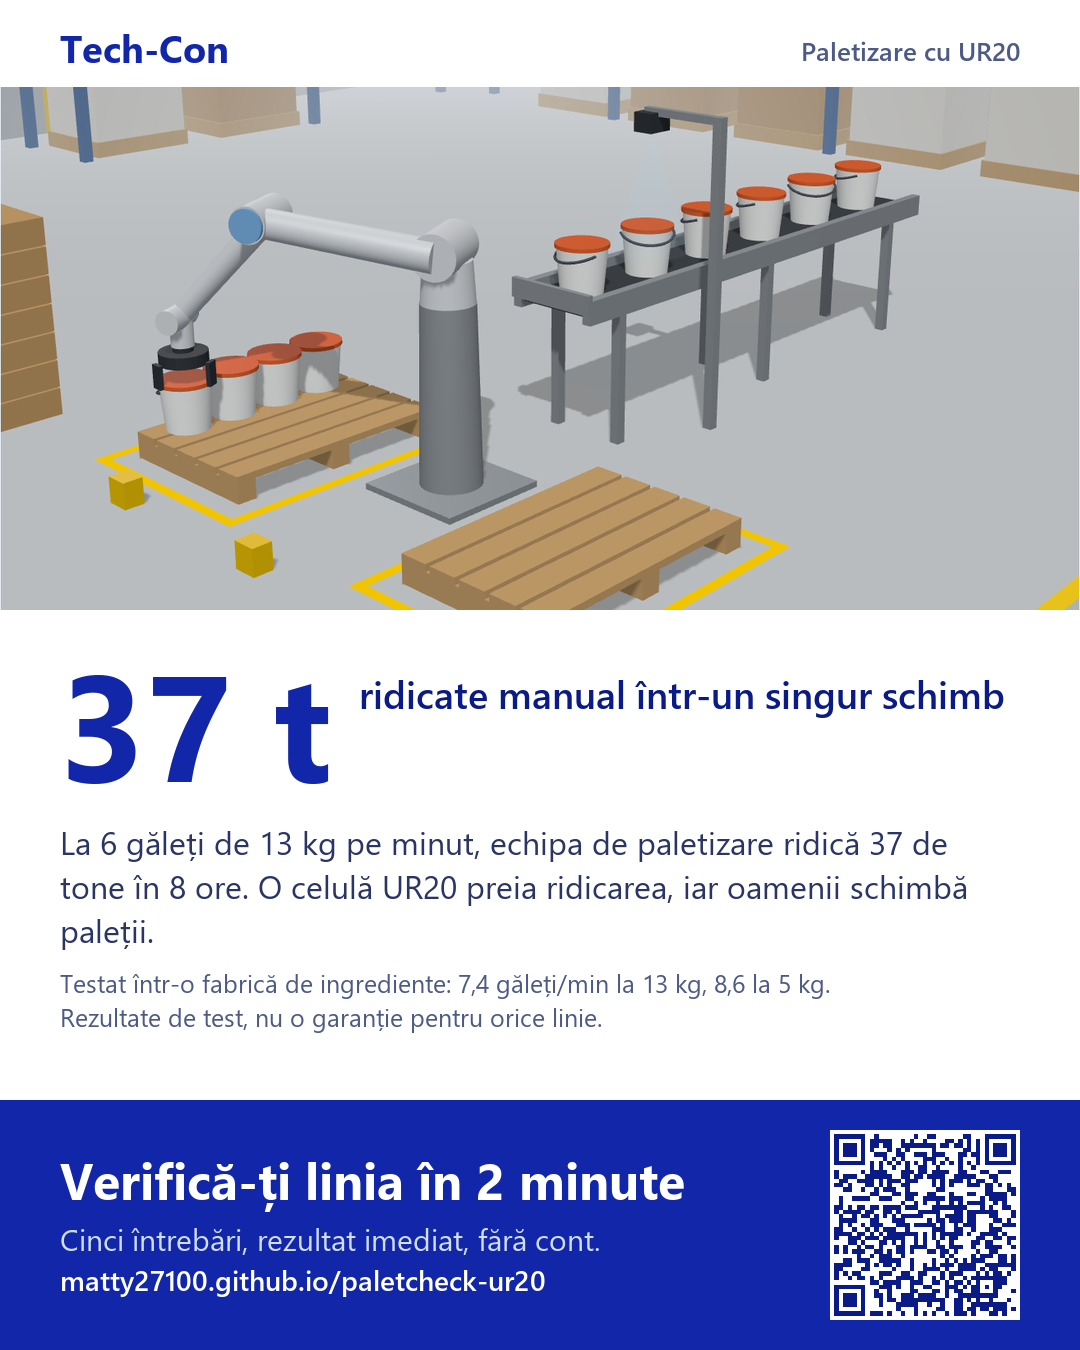 Tech-Con
Paletizare cu UR20
37 t
ridicate manual într-un singur schimb
La 6 găleți de 13 kg pe minut, echipa de paletizare ridică 37 de
tone în 8 ore. O celulă UR20 preia ridicarea, iar oamenii schimbă
paleții.
Testat într-o fabrică de ingrediente: 7,4 găleți/min la 13 kg, 8,6 la 5 kg.
Rezultate de test, nu o garanție pentru orice linie.
Verifică-ți linia în 2 minute
Cinci întrebări, rezultat imediat, fără cont.
matty27100.github.io/paletcheck-ur20